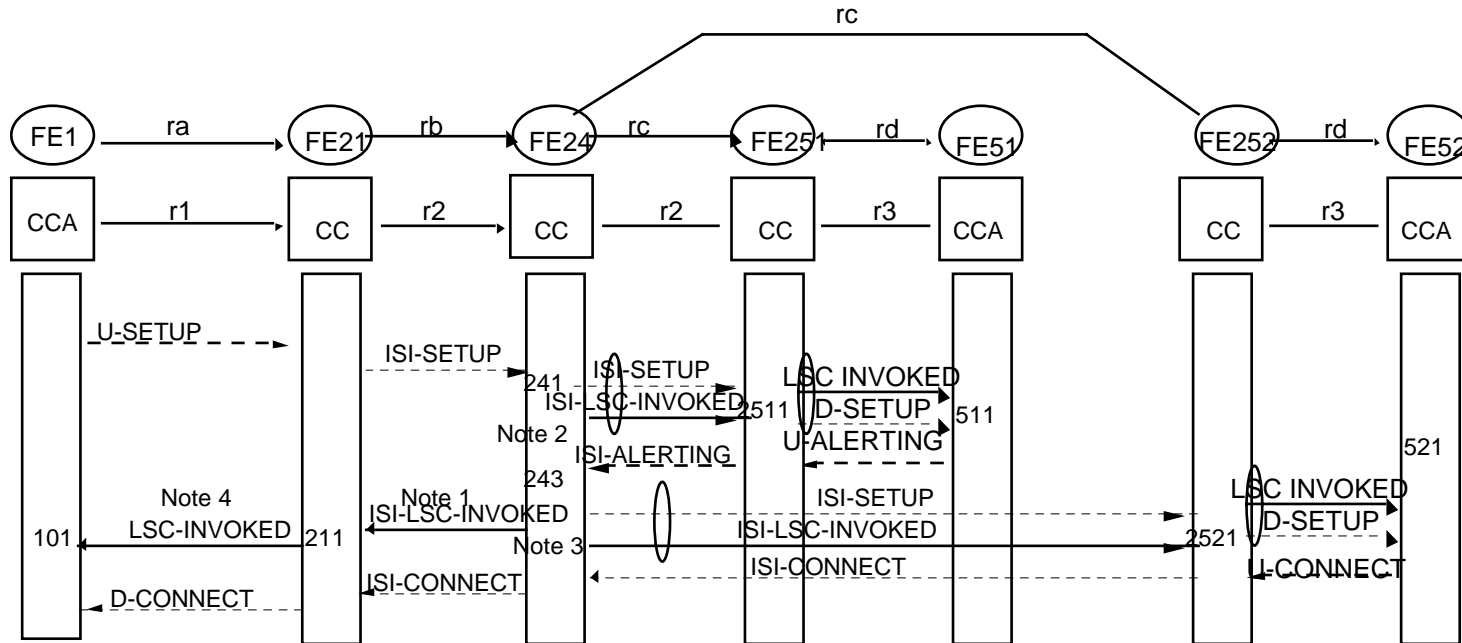 rc
FE1 ra FE21 rb FE24 rc FE251 rd FE51 FE252 rd FE52
CCA r1 CC r2 CC r2 CC r3 CCA CC r3 CCA
U-SETUP
ISI-SETUP
241 ISI-SETUP LSC INVOKED
ISI-LSC-INVOKED 2511 D-SETUP 511
Note 2 U-ALERTING
ISI-ALERTING 521
243 LSC INVOKED
Note 4 Note 1 ISI-SETUP
ISI-LSC-INVOKED D-SETUP
101 LSC-INVOKED 211 Note 3 ISI-LSC-INVOKED 2521
ISI-CONNECT U-CONNECT
ISI-CONNECT
D-CONNECT